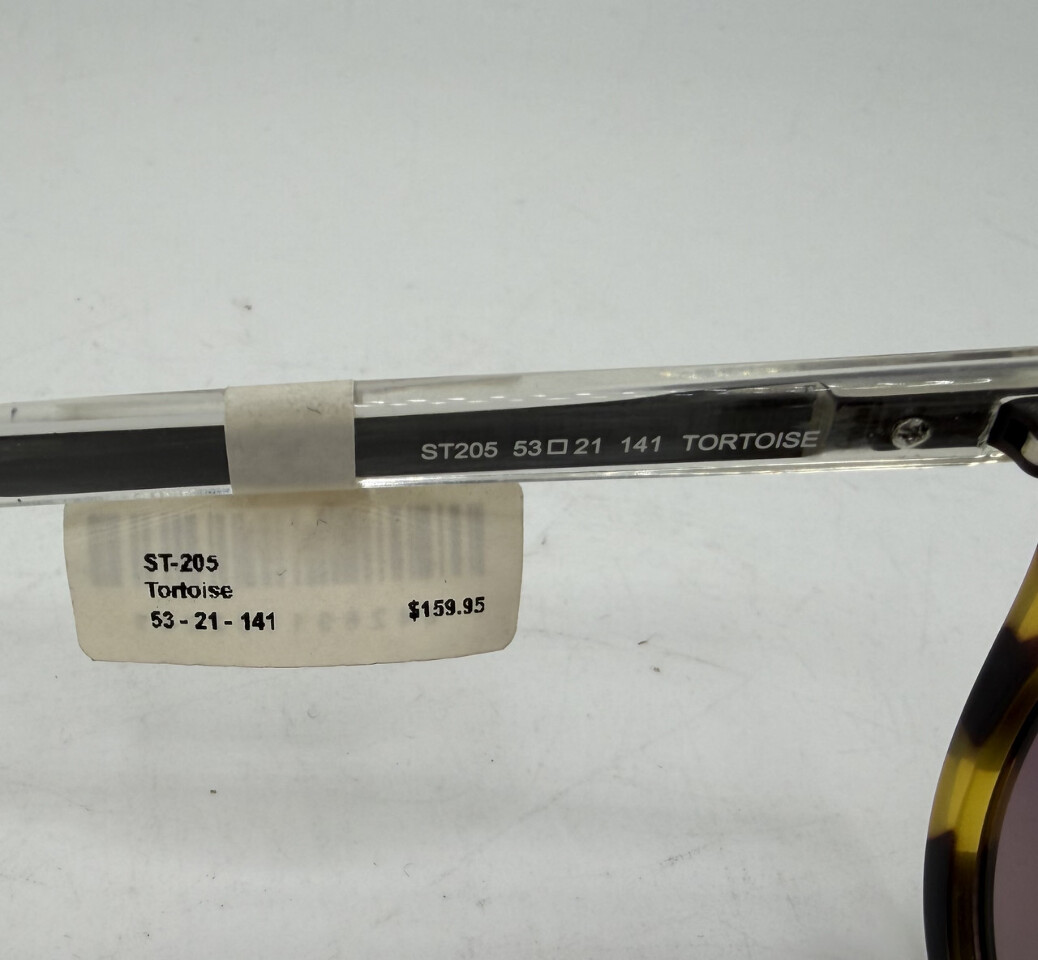 ST205 53□21 141 TORTOISE
ST-205
Tortoise
53 - 21 - 141 $159.95